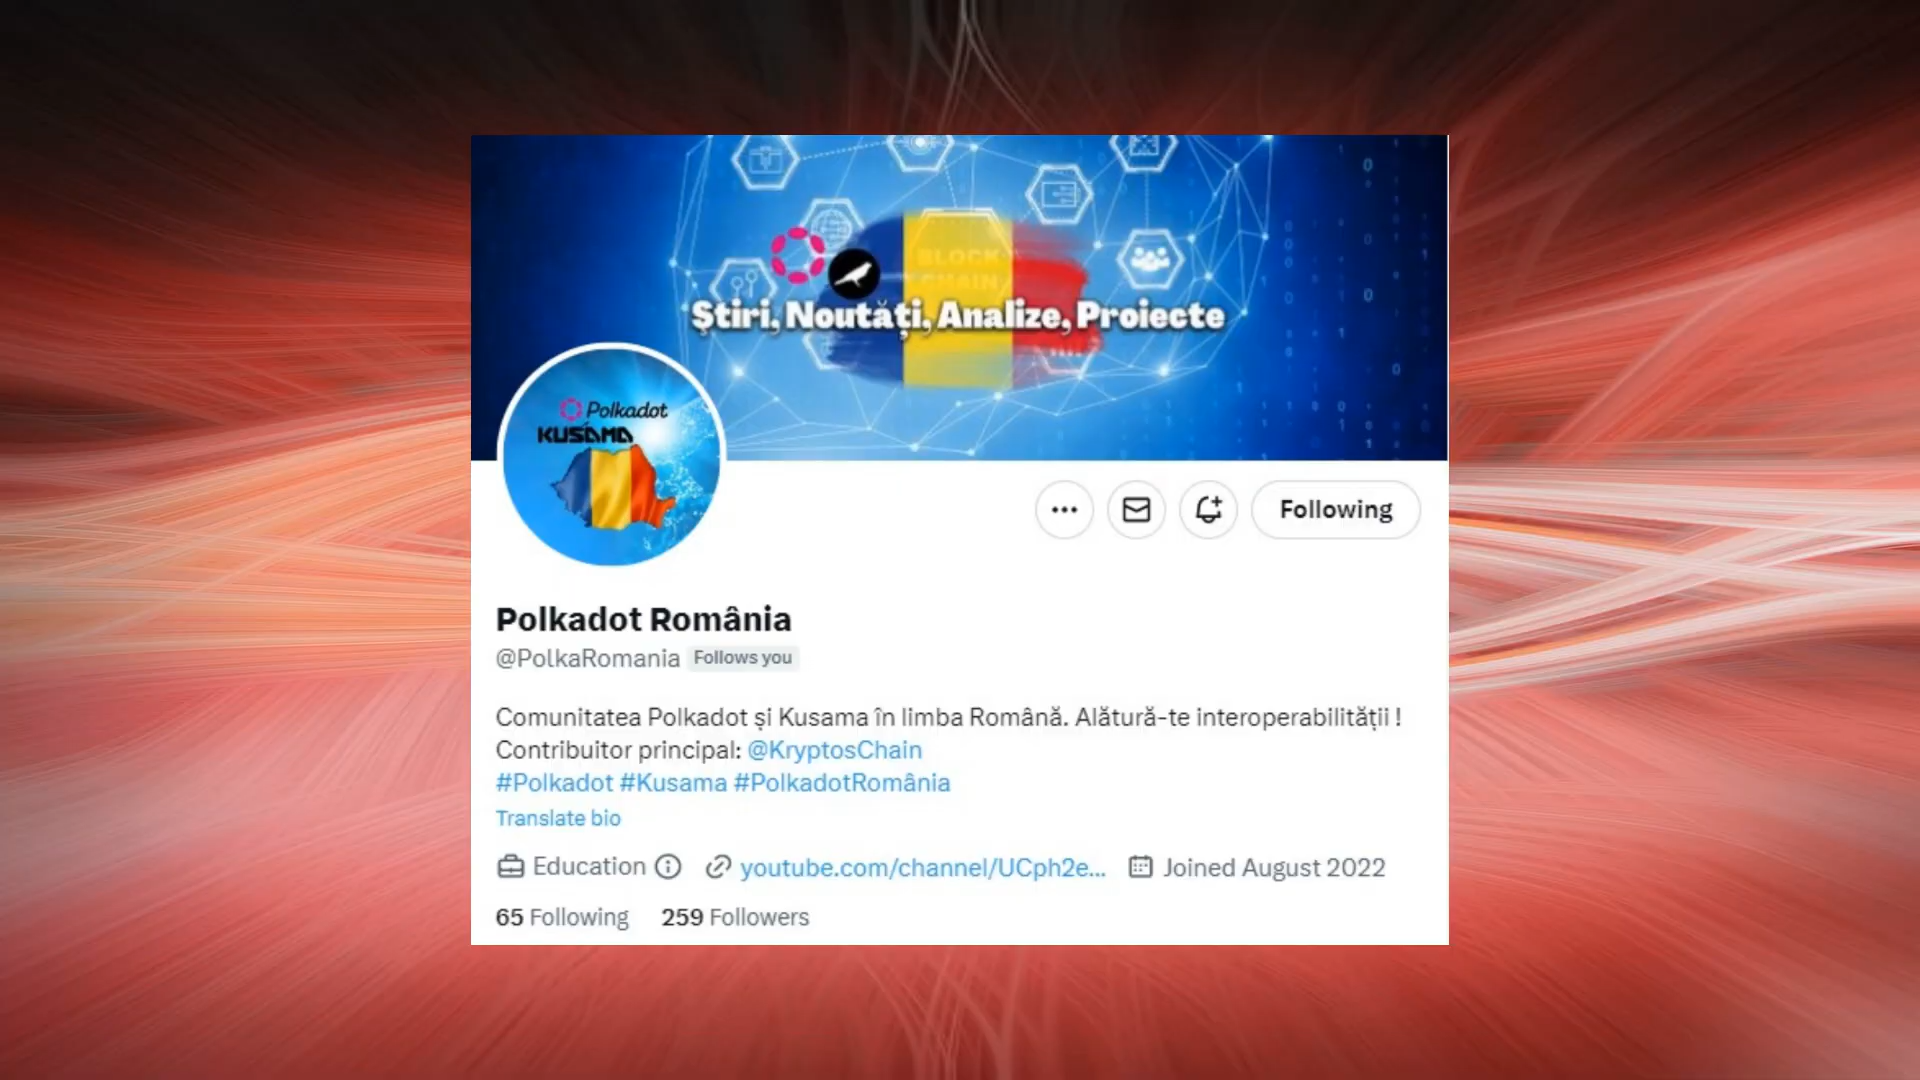 BLOCK
CHAIN
Știri, Noutăți, Analize, Proiecte
Polkadot
KUSAMA
Following
Polkadot România
@PolkaRomania Follows you
Comunitatea Polkadot și Kusama în limba Română. Alătură-te interoperabilității !
Contribuitor principal: @KryptosChain
#Polkadot #Kusama #PolkadotRomânia
Translate bio
Education youtube.com/channel/UCph2e... Joined August 2022
65 Following 259 Followers